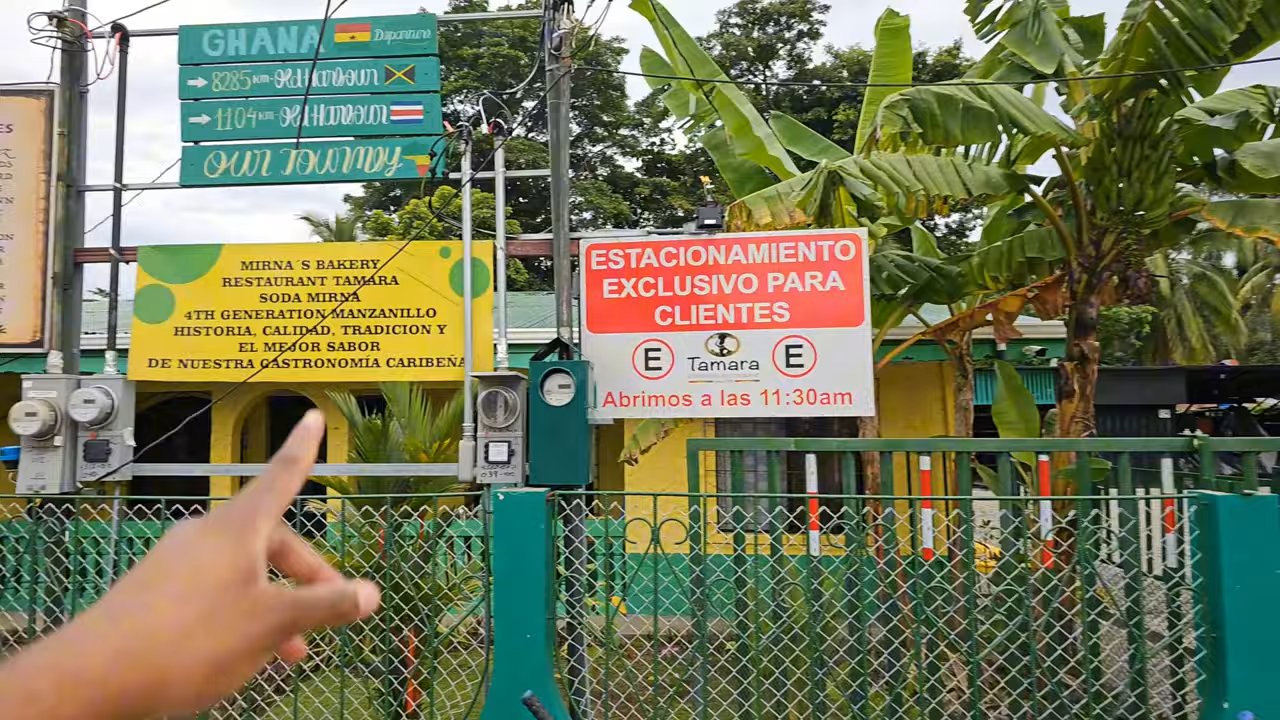 GHANA Departure
8285 KM - Old Harbour
1104 KM - Old Harbour
OUR JOURNEY
MIRNA´S BAKERY
RESTAURANT TAMARA
SODA MIRNA
4TH GENERATION MANZANILLO
HISTORIA, CALIDAD, TRADICION Y
EL MEJOR SABOR
DE NUESTRA GASTRONOMÍA CARIBEÑA
ESTACIONAMIENTO
EXCLUSIVO PARA
CLIENTES
E Tamara E
Abrimos a las 11:30am